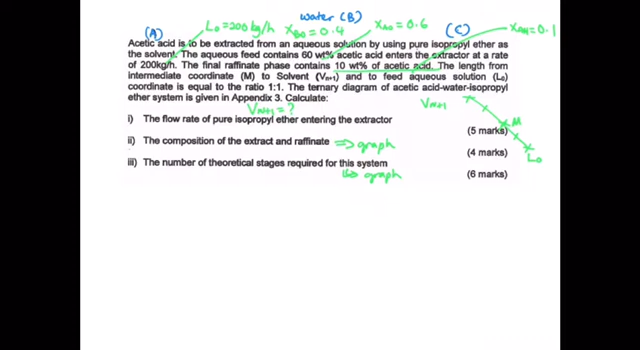 water (B)
(A) L₀=200 kg/h x_B0=0.4 x_A0=0.6 (C) x_AN=0.1
Acetic acid is to be extracted from an aqueous solution by using pure isopropyl ether as
the solvent. The aqueous feed contains 60 wt% acetic acid enters the extractor at a rate
of 200kg/h. The final raffinate phase contains 10 wt% of acetic acid. The length from
intermediate coordinate (M) to Solvent (Vₙ₊₁) and to feed aqueous solution (L₀)
coordinate is equal to the ratio 1:1. The ternary diagram of acetic acid-water-isopropyl
ether system is given in Appendix 3. Calculate:
V_N+1 = ?
V_N+1
i) The flow rate of pure isopropyl ether entering the extractor
M
(5 marks)
ii) The composition of the extract and raffinate ⇒ graph
L₀
(4 marks)
iii) The number of theoretical stages required for this system
↳ graph
(6 marks)